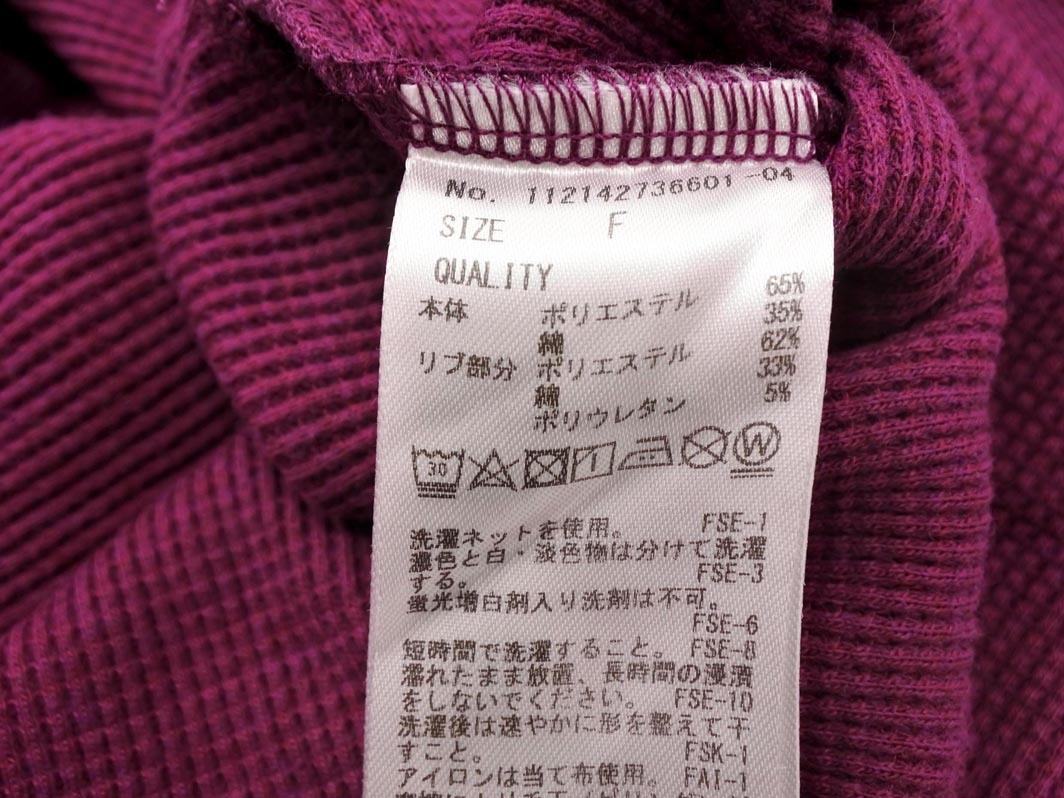 No. 112142736601-04
SIZE F
QUALITY
本体 ポリエステル 65%
綿 35%
リブ部分 ポリエステル 62%
綿 33%
ポリウレタン 5%
30 W
洗濯ネットを使用。 FSE-1
濃色と白・淡色物は分けて洗濯
する。 FSE-3
蛍光増白剤入り洗剤は不可。
FSE-6
短時間で洗濯すること。 FSE-8
濡れたまま放置、長時間の浸漬
をしないでください。 FSE-10
洗濯後は速やかに形を整えて干
すこと。 FSK-1
アイロンは当て布使用。 FAI-1